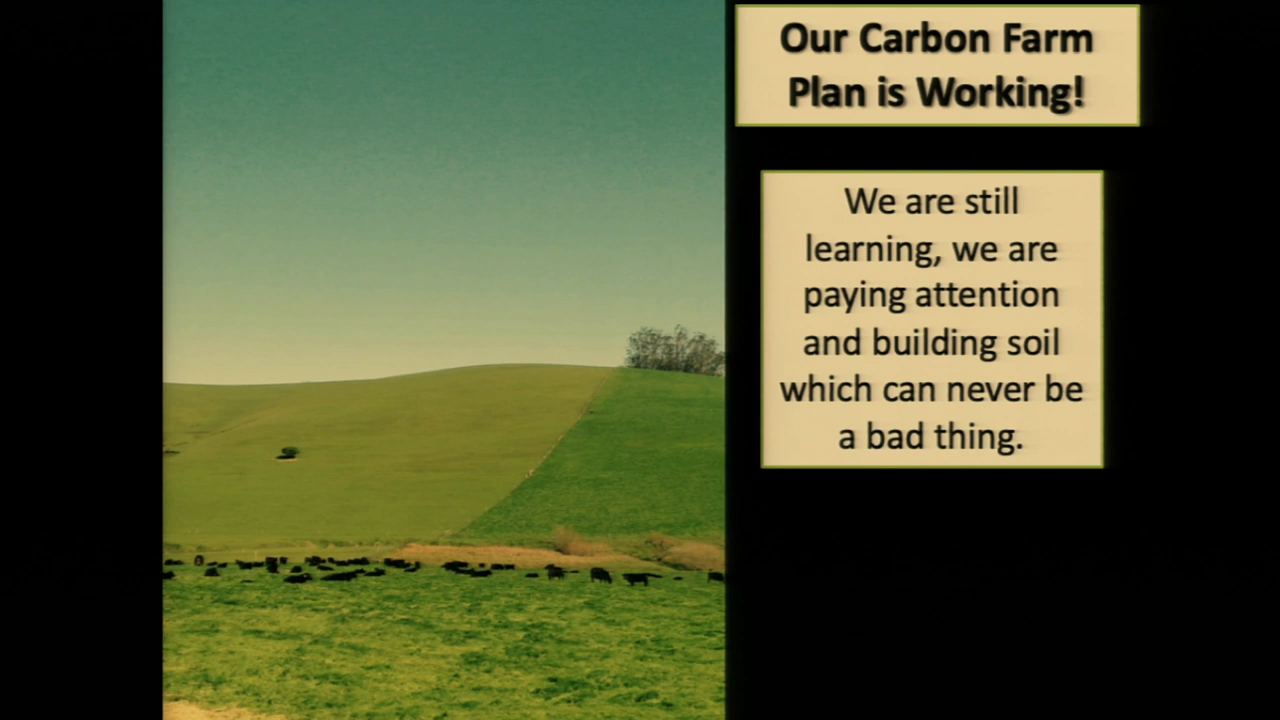 Our Carbon Farm
Plan is Working!
We are still
learning, we are
paying attention
and building soil
which can never be
a bad thing.